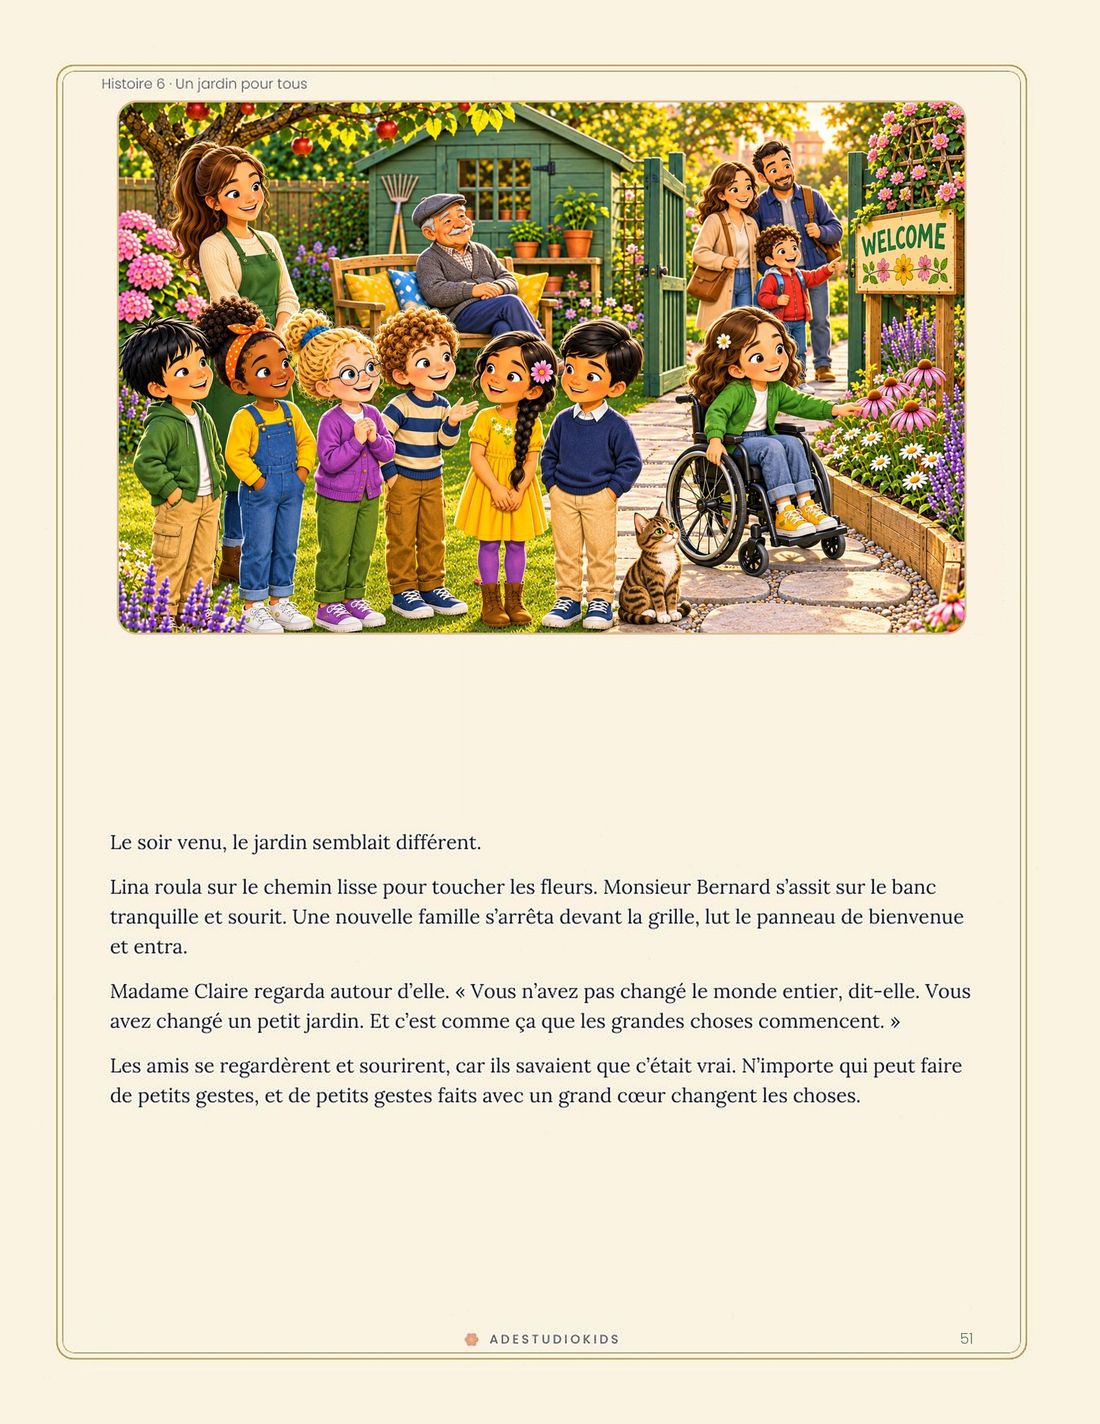 Histoire 6 · Un jardin pour tous
WELCOME
Le soir venu, le jardin semblait différent.
Lina roula sur le chemin lisse pour toucher les fleurs. Monsieur Bernard s’assit sur le banc
tranquille et sourit. Une nouvelle famille s’arrêta devant la grille, lut le panneau de bienvenue
et entra.
Madame Claire regarda autour d’elle. « Vous n’avez pas changé le monde entier, dit-elle. Vous
avez changé un petit jardin. Et c’est comme ça que les grandes choses commencent. »
Les amis se regardèrent et sourirent, car ils savaient que c’était vrai. N’importe qui peut faire
de petits gestes, et de petits gestes faits avec un grand cœur changent les choses.
ADESTUDIOKIDS
51